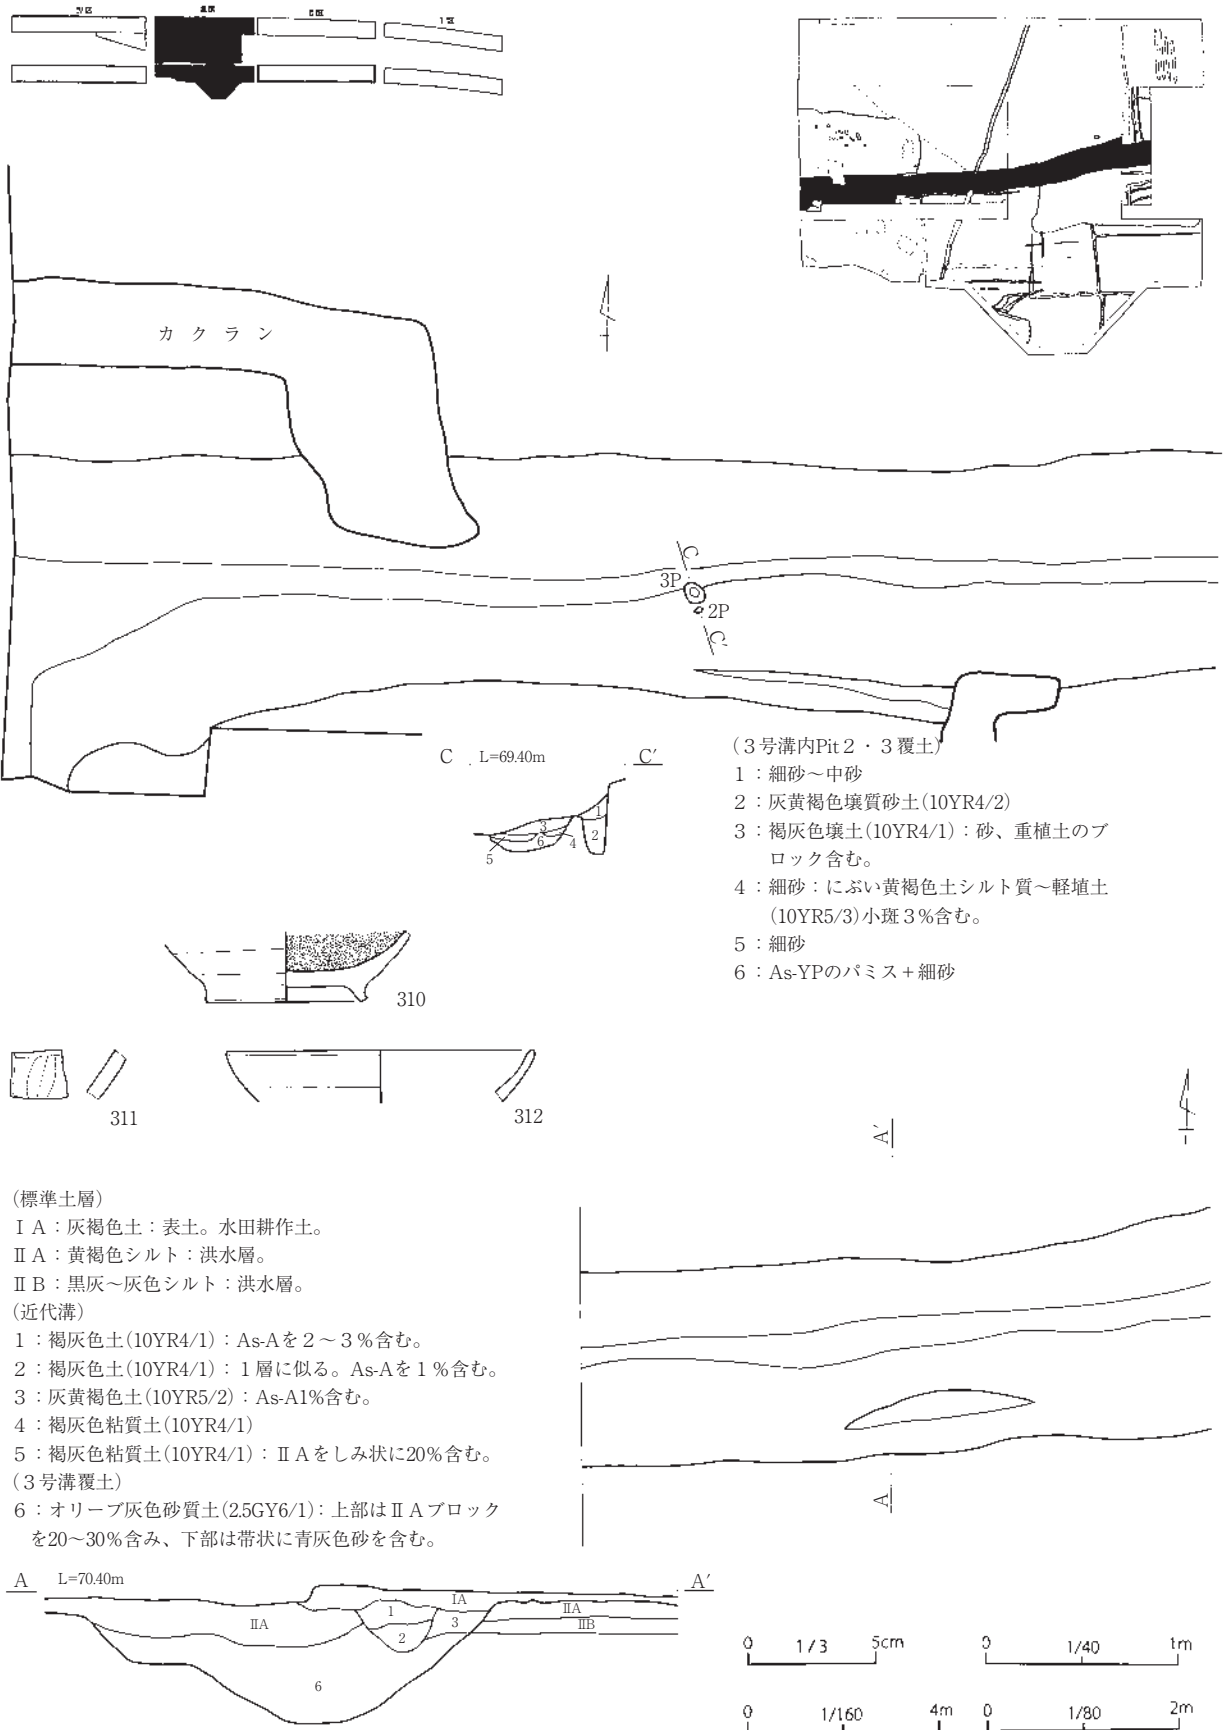 1区
カクラン
C
3P
2P
C′
C L=69.40m C′
1
3
2
6
4
5
(3号溝内Pit2・3覆土)
1:細砂~中砂
2:灰黄褐色壌質砂土(10YR4/2)
3:褐灰色壌土(10YR4/1):砂、重植土のブ
ロック含む。
4:細砂:にぶい黄褐色土シルト質~軽埴土
(10YR5/3)小斑3%含む。
5:細砂
6:As-YPのパミス+細砂
310
311
312
A′
(標準土層)
ⅠA:灰褐色土:表土。水田耕作土。
ⅡA:黄褐色シルト:洪水層。
ⅡB:黒灰~灰色シルト:洪水層。
(近代溝)
1:褐灰色土(10YR4/1):As-Aを2~3%含む。
2:褐灰色土(10YR4/1):1層に似る。As-Aを1%含む。
3:灰黄褐色土(10YR5/2):As-A1%含む。
4:褐灰色粘質土(10YR4/1)
5:褐灰色粘質土(10YR4/1):ⅡAをしみ状に20%含む。
(3号溝覆土)
6:オリーブ灰色砂質土(2.5GY6/1):上部はⅡAブロック
を20~30%含み、下部は帯状に青灰色砂を含む。
A
A L=70.40m A′
ⅠA
ⅡA
1
3
ⅡA
2
ⅡB
6
0 1/3 5cm
0 1/40 1m
0 1/160 4m
0 1/80 2m